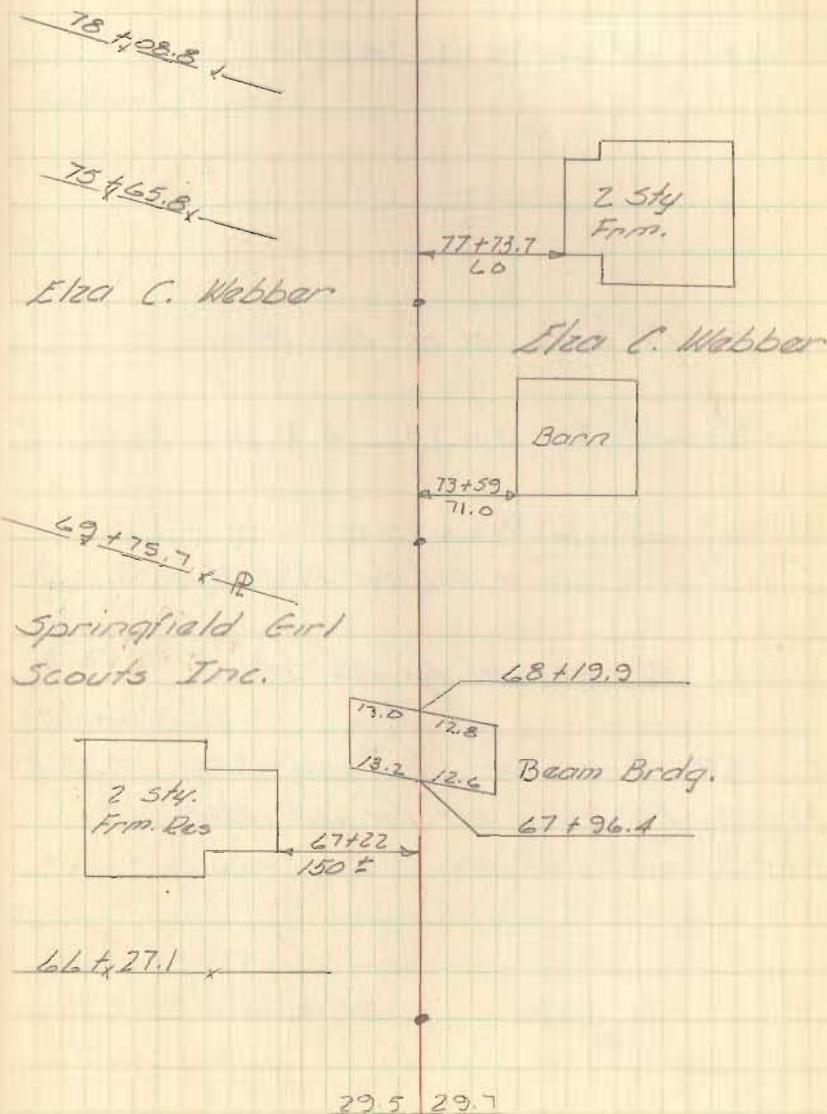 78+08.8
75+65.8
2 Sty
Frm.
77+73.7
60
Elza C. Webber
Elza C. Webber
Barn
73+59
71.0
69+75.7 PL
Springfield Girl
Scouts Inc.
68+19.9
13.0 12.8
13.2 12.6
Beam Brdg.
67+96.4
2 Sty.
Frm. Res
67+22
150 ±
66+27.1
29.5 29.7